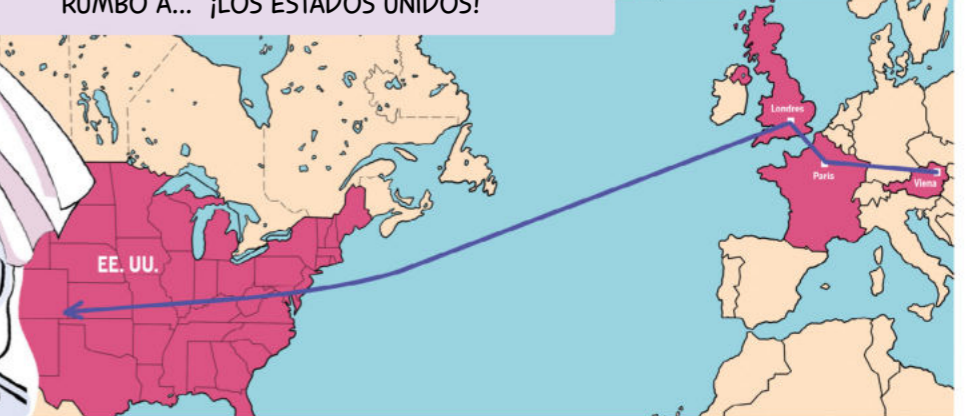 RUMBO A... ¡LOS ESTADOS UNIDOS!
Londres
París
Viena
EE. UU.